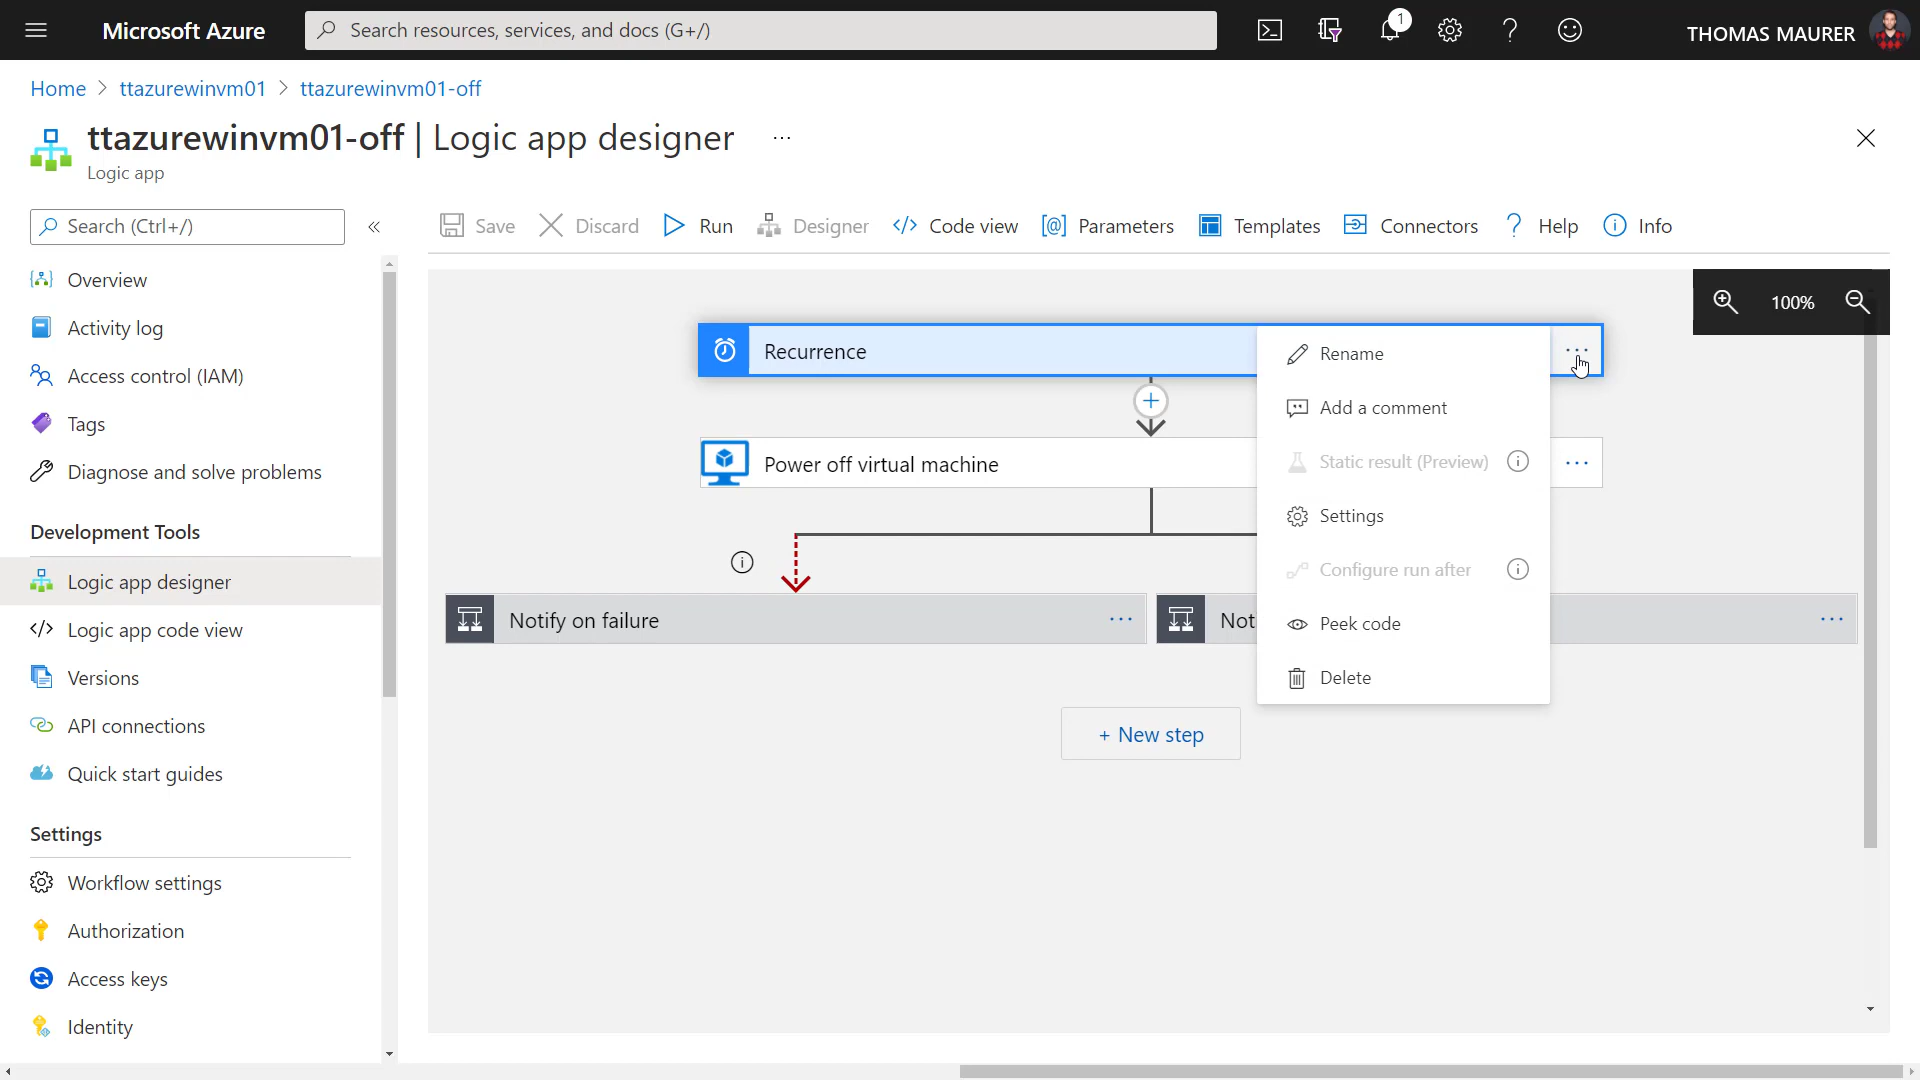 Microsoft Azure
Search resources, services, and docs (G+/)
1
THOMAS MAURER
Home > ttazurewinvm01 > ttazurewinvm01-off
ttazurewinvm01-off | Logic app designer ...
Logic app
Search (Ctrl+/)
«
Save
Discard
Run
Designer
Code view
Parameters
Templates
Connectors
Help
Info
Overview
Activity log
Access control (IAM)
Tags
Diagnose and solve problems
Development Tools
Logic app designer
Logic app code view
Versions
API connections
Quick start guides
Settings
Workflow settings
Authorization
Access keys
Identity
100%
Recurrence
Power off virtual machine
Notify on failure
Not
+ New step
Rename
Add a comment
Static result (Preview)
Settings
Configure run after
Peek code
Delete